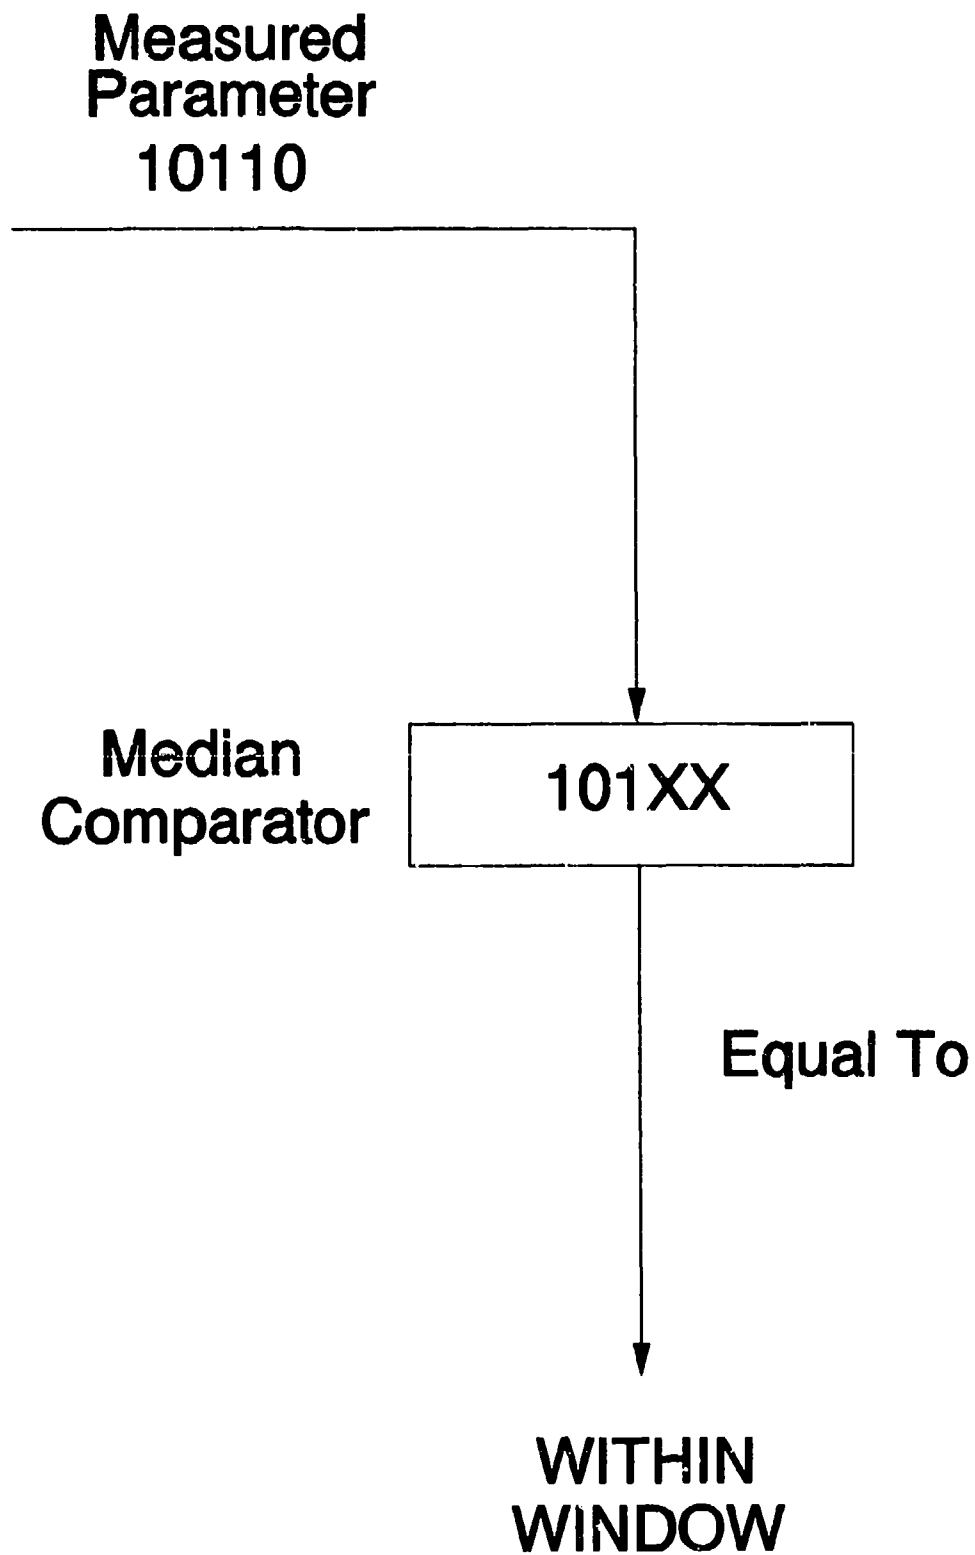 Measured
Parameter
10110
Median
Comparator
101XX
Equal To
WITHIN
WINDOW